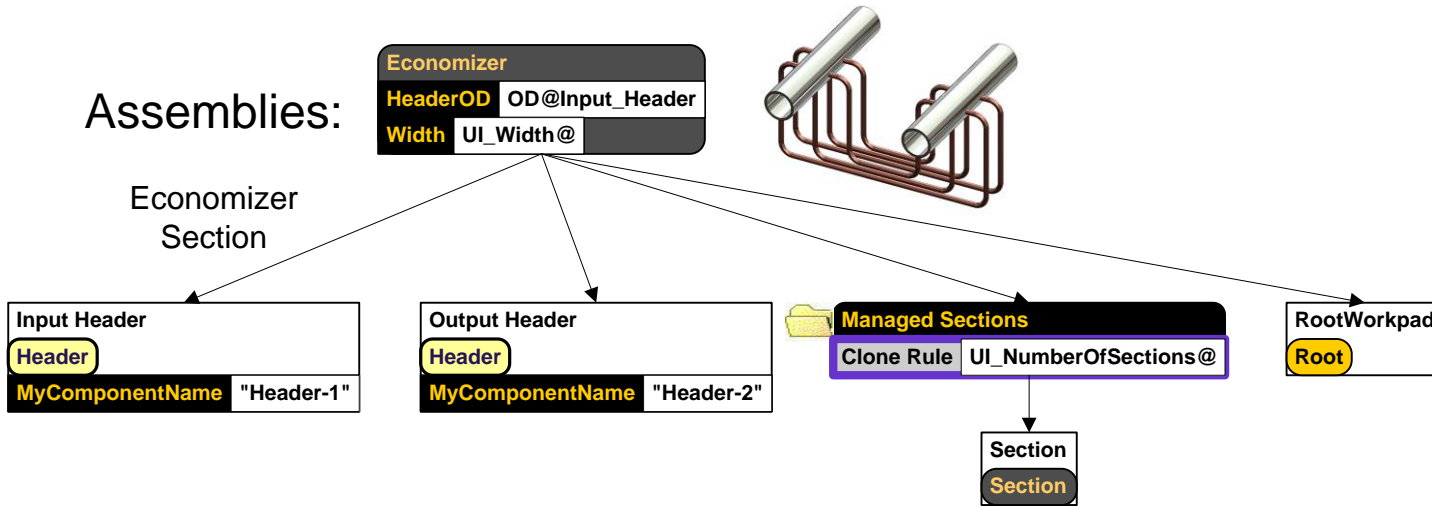 Assemblies:
Economizer
HeaderOD OD@Input_Header
Width UI_Width@
Economizer
Section
Input Header
Header
MyComponentName "Header-1"
Output Header
Header
MyComponentName "Header-2"
Managed Sections
Clone Rule UI_NumberOfSections@
Section
Section
RootWorkpad
Root